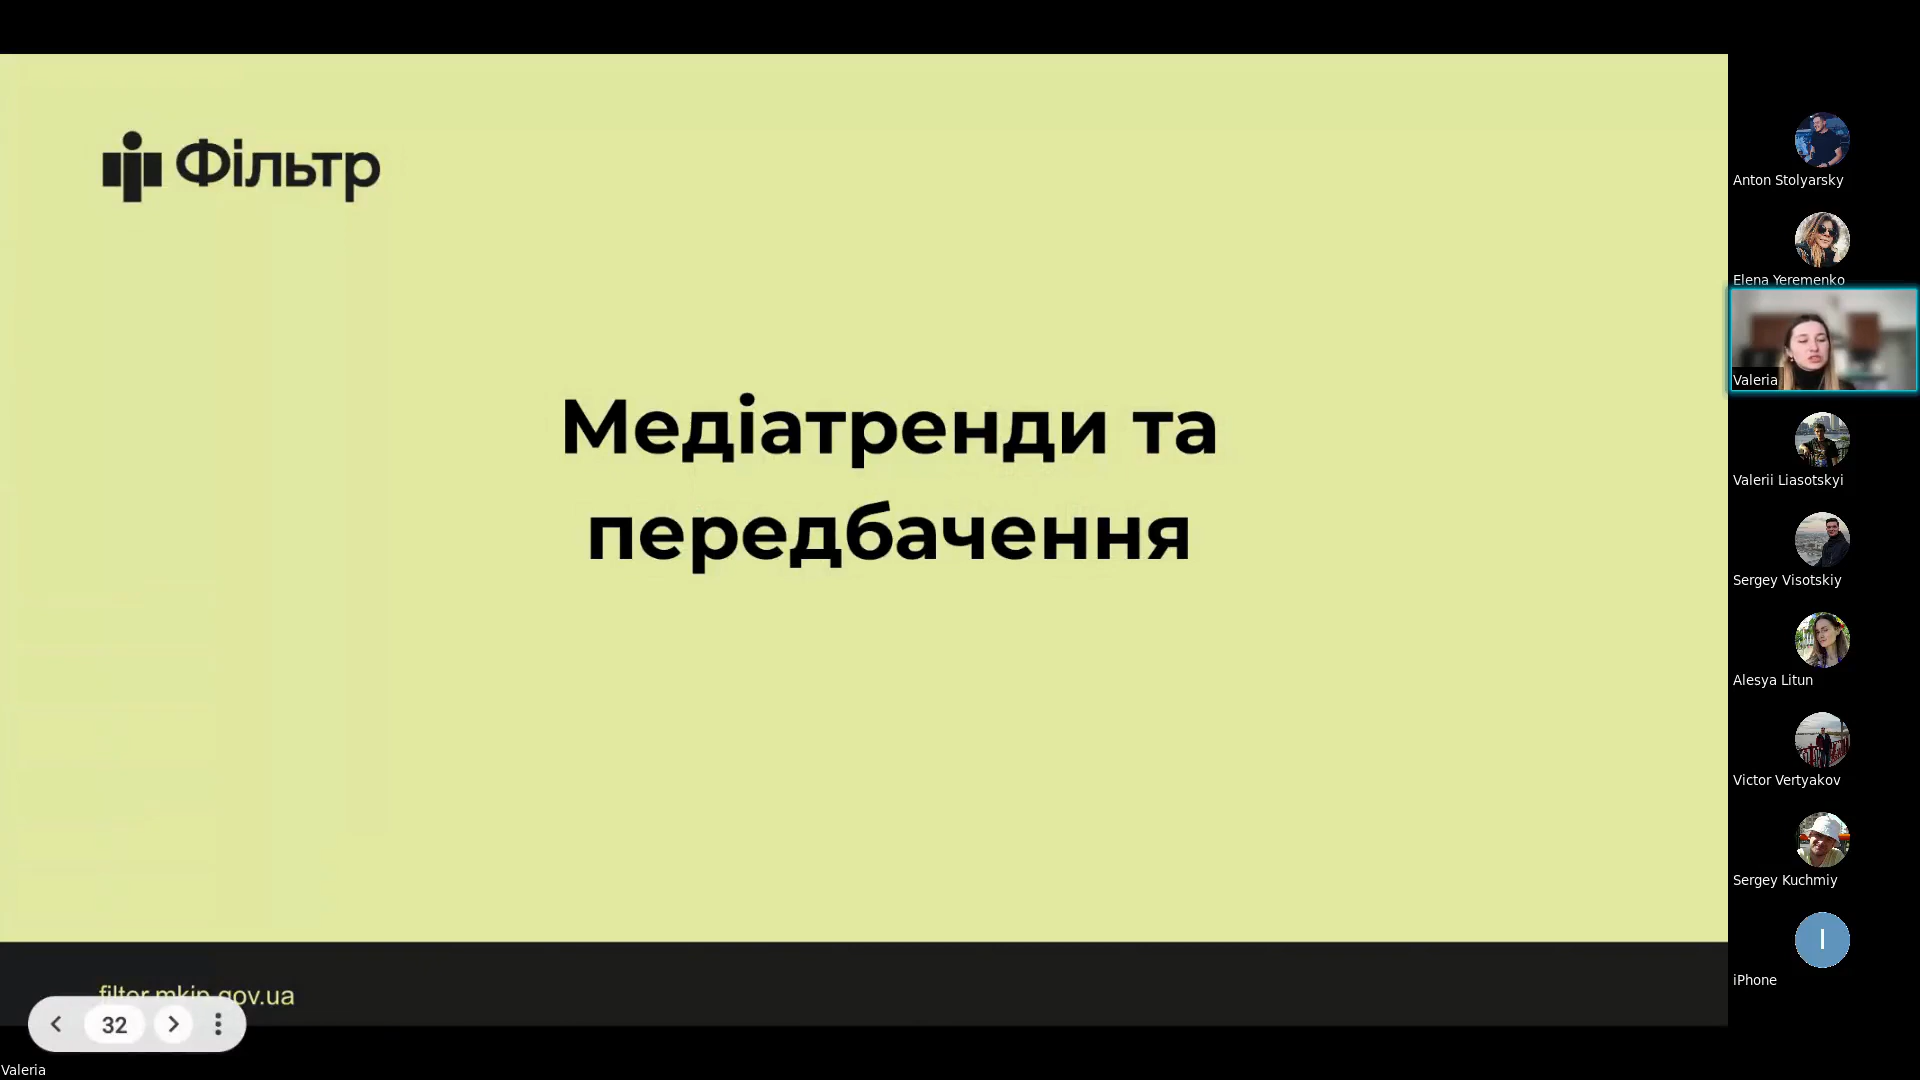 Фільтр
Медіатренди та
передбачення
filter.mkip.gov.ua
32
Valeria
Anton Stolyarsky
Elena Yeremenko
Valeria
Valerii Liasotskyi
Sergey Visotskiy
Alesya Litun
Victor Vertyakov
Sergey Kuchmiy
I
iPhone